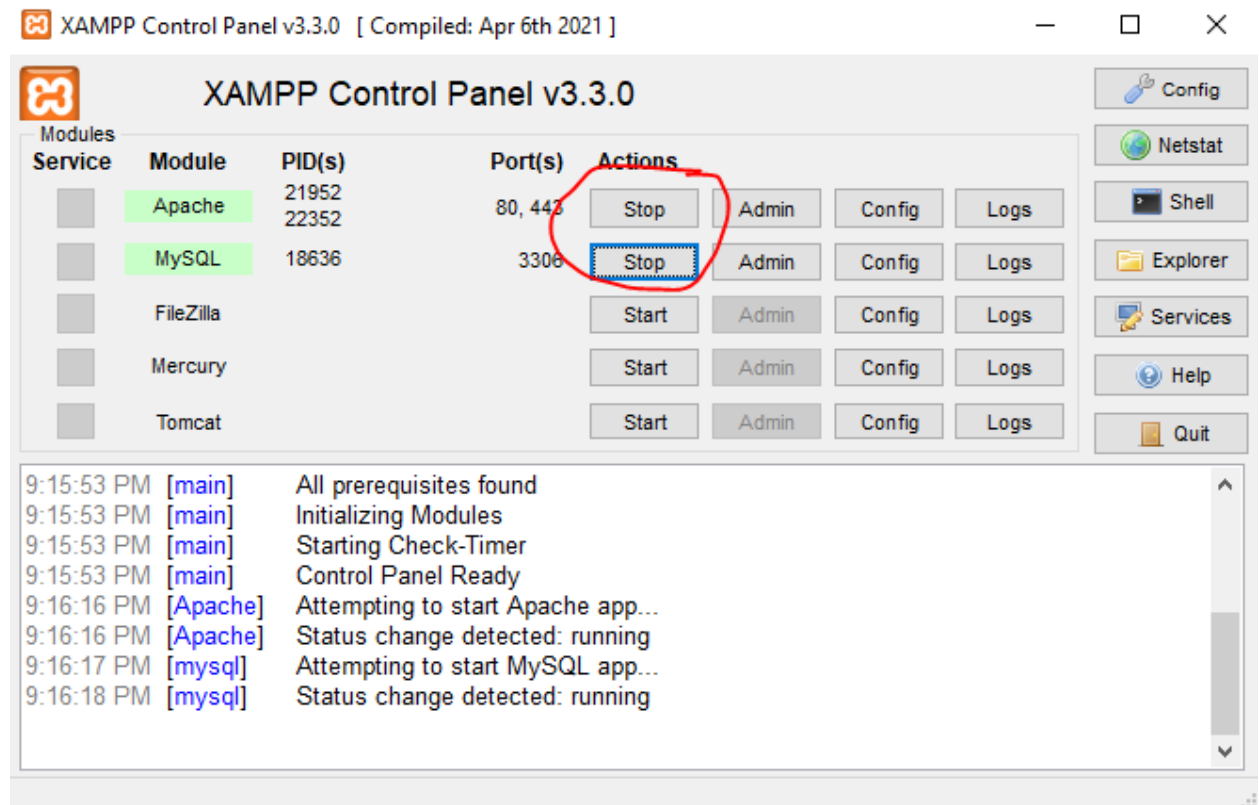 XAMPP Control Panel v3.3.0 [ Compiled: Apr 6th 2021 ]
XAMPP Control Panel v3.3.0
Config
Modules
Service Module PID(s) Port(s) Actions
Netstat
Apache 21952 22352 80, 443 Stop Admin Config Logs
Shell
MySQL 18636 3306 Stop Admin Config Logs
Explorer
FileZilla Start Admin Config Logs
Services
Mercury Start Admin Config Logs
Help
Tomcat Start Admin Config Logs
Quit
9:15:53 PM [main] All prerequisites found
9:15:53 PM [main] Initializing Modules
9:15:53 PM [main] Starting Check-Timer
9:15:53 PM [main] Control Panel Ready
9:16:16 PM [Apache] Attempting to start Apache app...
9:16:16 PM [Apache] Status change detected: running
9:16:17 PM [mysql] Attempting to start MySQL app...
9:16:18 PM [mysql] Status change detected: running